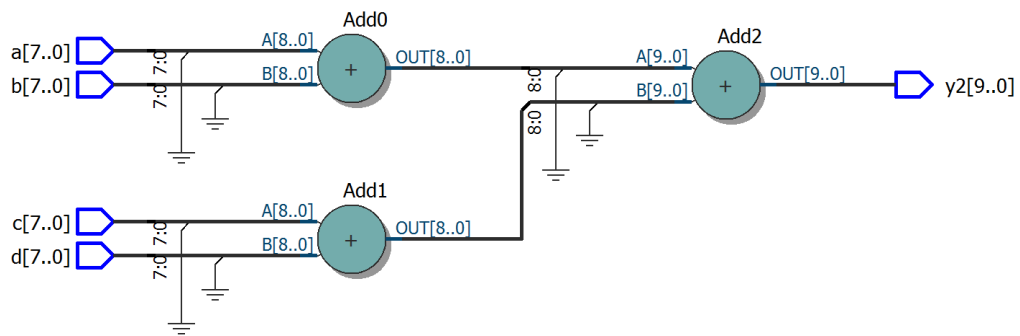 Add0
a[7..0]
7:0
A[8..0]
b[7..0]
7:0
B[8..0]
+
OUT[8..0]
Add2
8:0
A[9..0]
8:0
B[9..0]
+
OUT[9..0]
y2[9..0]
Add1
c[7..0]
7:0
A[8..0]
d[7..0]
7:0
B[8..0]
+
OUT[8..0]